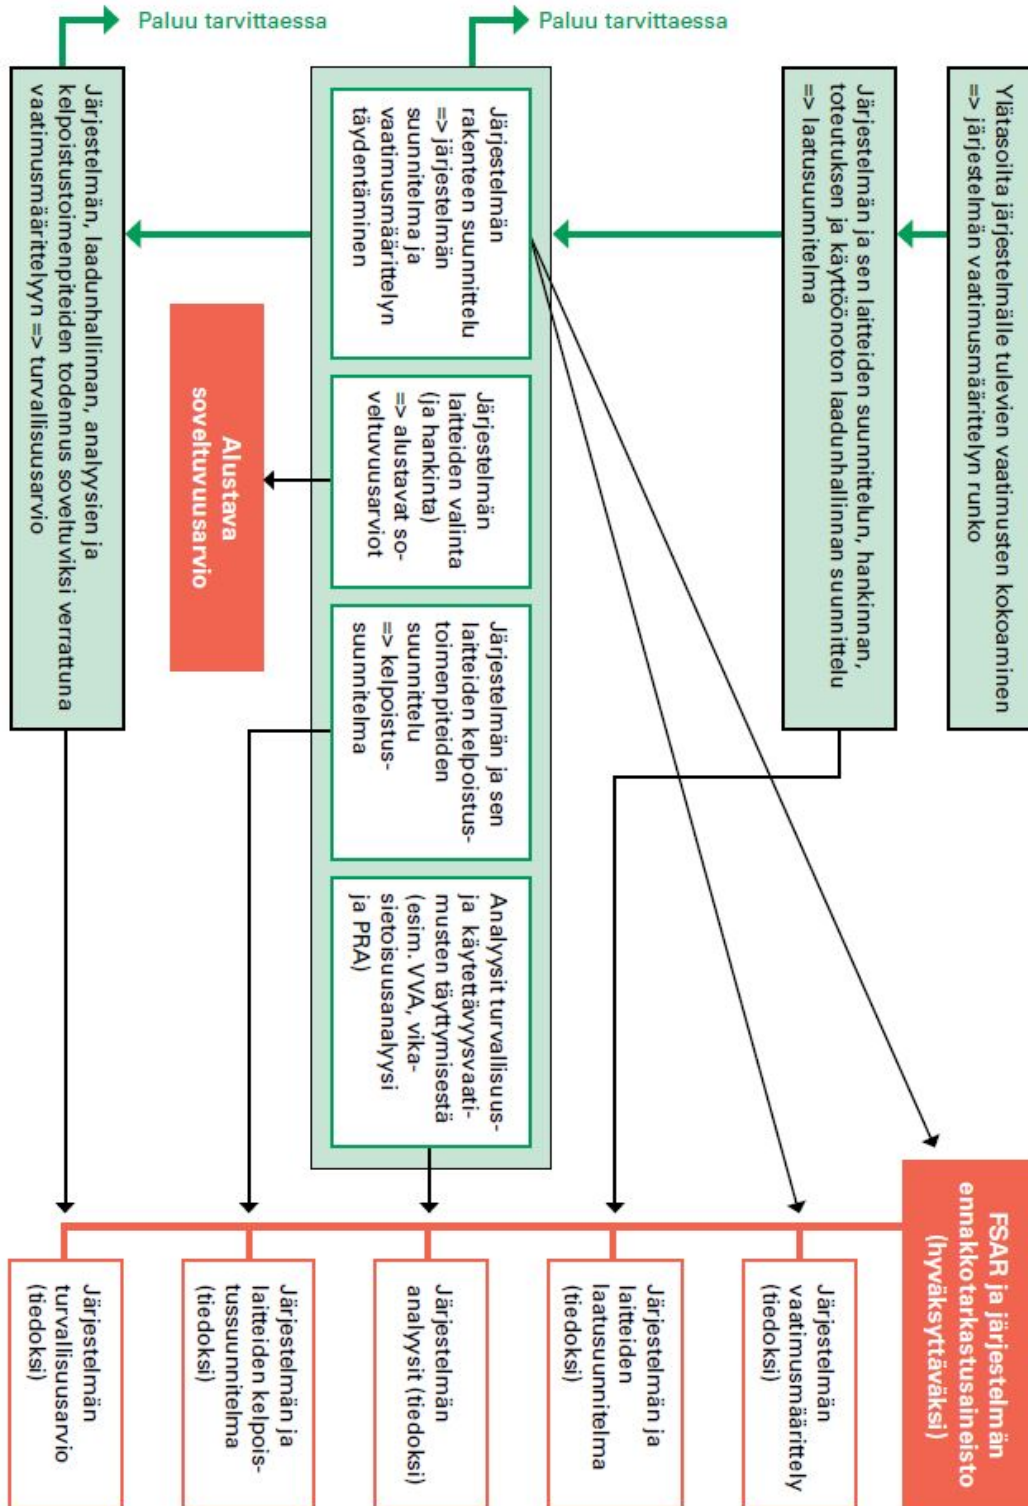 Paluu tarvittaessa
Paluu tarvittaessa
Ylätasoilta järjestelmälle tulevien vaatimusten kokoaminen
=> järjestelmän vaatimusmäärittelyn runko
Järjestelmän ja sen laitteiden suunnittelun, hankinnan,
toteutuksen ja käyttöönoton laadunhallinnan suunnittelu
=> laatusuunnitelma
Järjestelmän
rakenteen suunnittelu
=> järjestelmän
suunnitelma ja
vaatimusmäärittelyn
täydentäminen
Järjestelmän
laitteiden valinta
(ja hankinta)
=> alustavat so-
veltuvuusarviot
Järjestelmän ja sen
laitteiden kelpoistus-
toimenpiteiden
suunnittelu
=> kelpoistus-
suunnitelma
Analyysit turvallisuus-
ja käytettävyysvaati-
musten täyttymisestä
(esim. VVA, vika-
sietoisuusanalyysi
ja PRA)
Alustava
soveltuvuusarvio
Järjestelmän, laadunhallinnan, analyysien ja
kelpoistustoimenpiteiden todennus soveltuviksi verrattuna
vaatimusmäärittelyyn => turvallisuusarvio
FSAR ja järjestelmän
ennakkotarkastusaineisto
(hyväksyttäväksi)
Järjestelmän
vaatimusmäärittely
(tiedoksi)
Järjestelmän ja
laitteiden
laatusuunnitelma
(tiedoksi)
Järjestelmän
analyysit (tiedoksi)
Järjestelmän ja
laitteiden kelpois-
tussuunnitelma
(tiedoksi)
Järjestelmän
turvallisuusarvio
(tiedoksi)